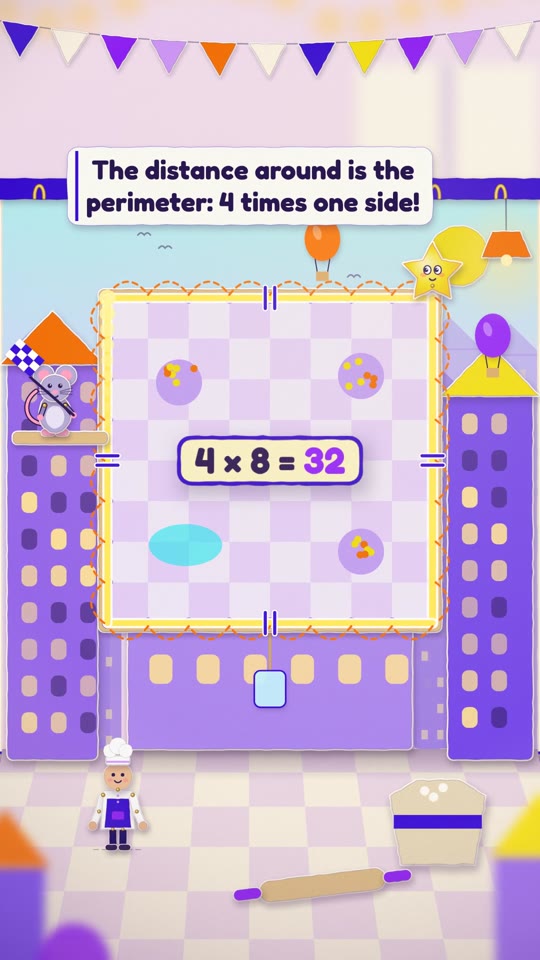 The distance around is the
perimeter: 4 times one side!
4 × 8 = 32